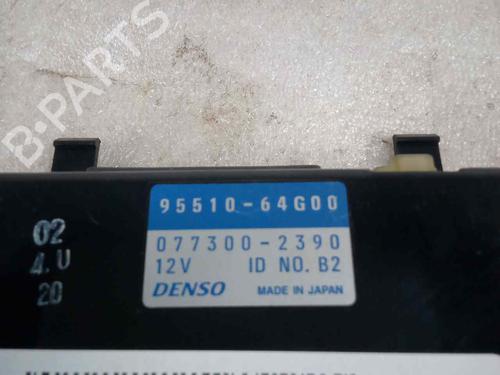 B-PARTS
95510-64G00
077300-2390
12V ID NO. B2
DENSO MADE IN JAPAN
02
4.U
20